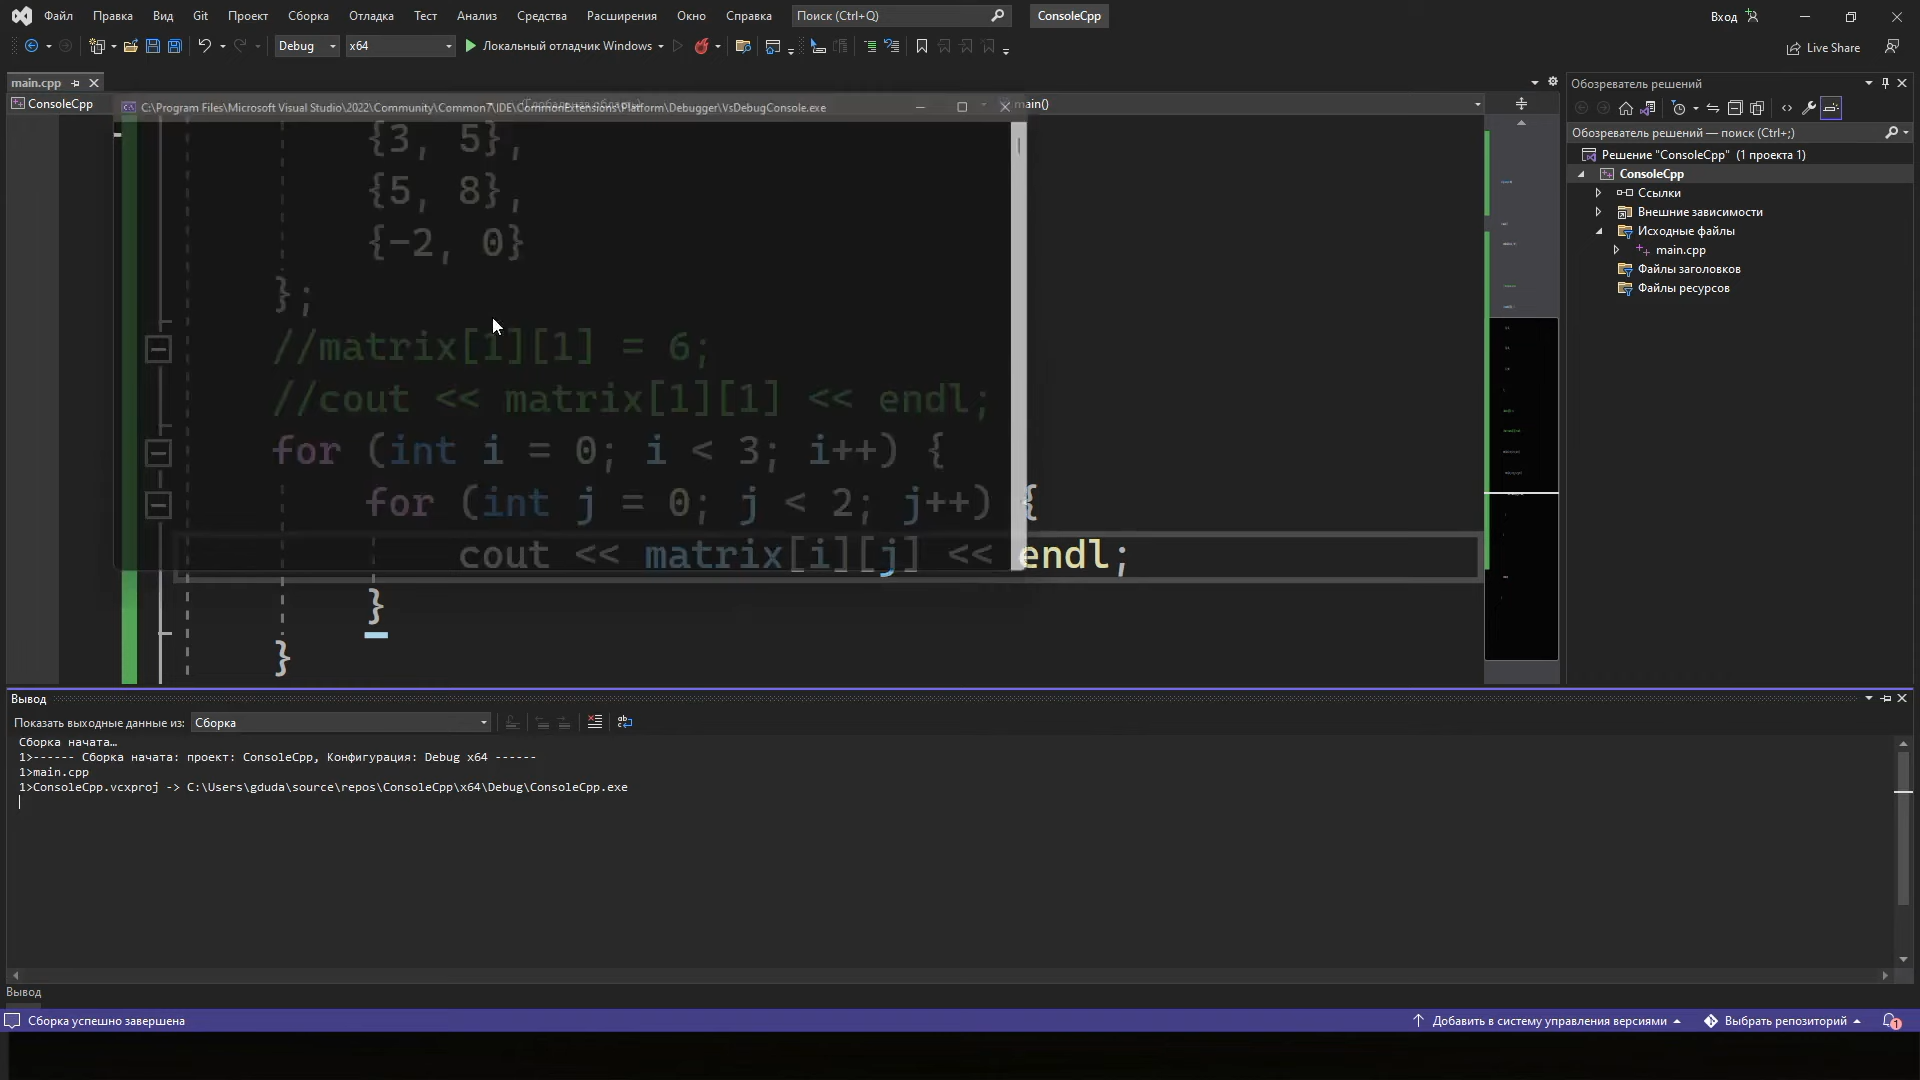 Файл Правка Вид Git Проект Сборка Отладка Тест Анализ Средства Расширения Окно Справка Поиск (Ctrl+Q) ConsoleCpp Вход
Debug x64 Локальный отладчик Windows Live Share
main.cpp
ConsoleCpp main()
C:\Program Files\Microsoft Visual Studio\2022\Community\Common7\IDE\CommonExtensions\Platform\Debugger\VsDebugConsole.exe
{3, 5},
{5, 8},
{-2, 0}
};
//matrix[1][1] = 6;
//cout << matrix[1][1] << endl;
for (int i = 0; i < 3; i++) {
for (int j = 0; j < 2; j++) {
cout << matrix[i][j] << endl;
}
}
Обозреватель решений
Обозреватель решений — поиск (Ctrl+;)
Решение "ConsoleCpp" (1 проекта 1)
ConsoleCpp
Ссылки
Внешние зависимости
Исходные файлы
main.cpp
Файлы заголовков
Файлы ресурсов
Вывод
Показать выходные данные из: Сборка
Сборка начата…
1>------ Сборка начата: проект: ConsoleCpp, Конфигурация: Debug x64 ------
1>main.cpp
1>ConsoleCpp.vcxproj -> C:\Users\gduda\source\repos\ConsoleCpp\x64\Debug\ConsoleCpp.exe
Вывод
Сборка успешно завершена Добавить в систему управления версиями Выбрать репозиторий 1